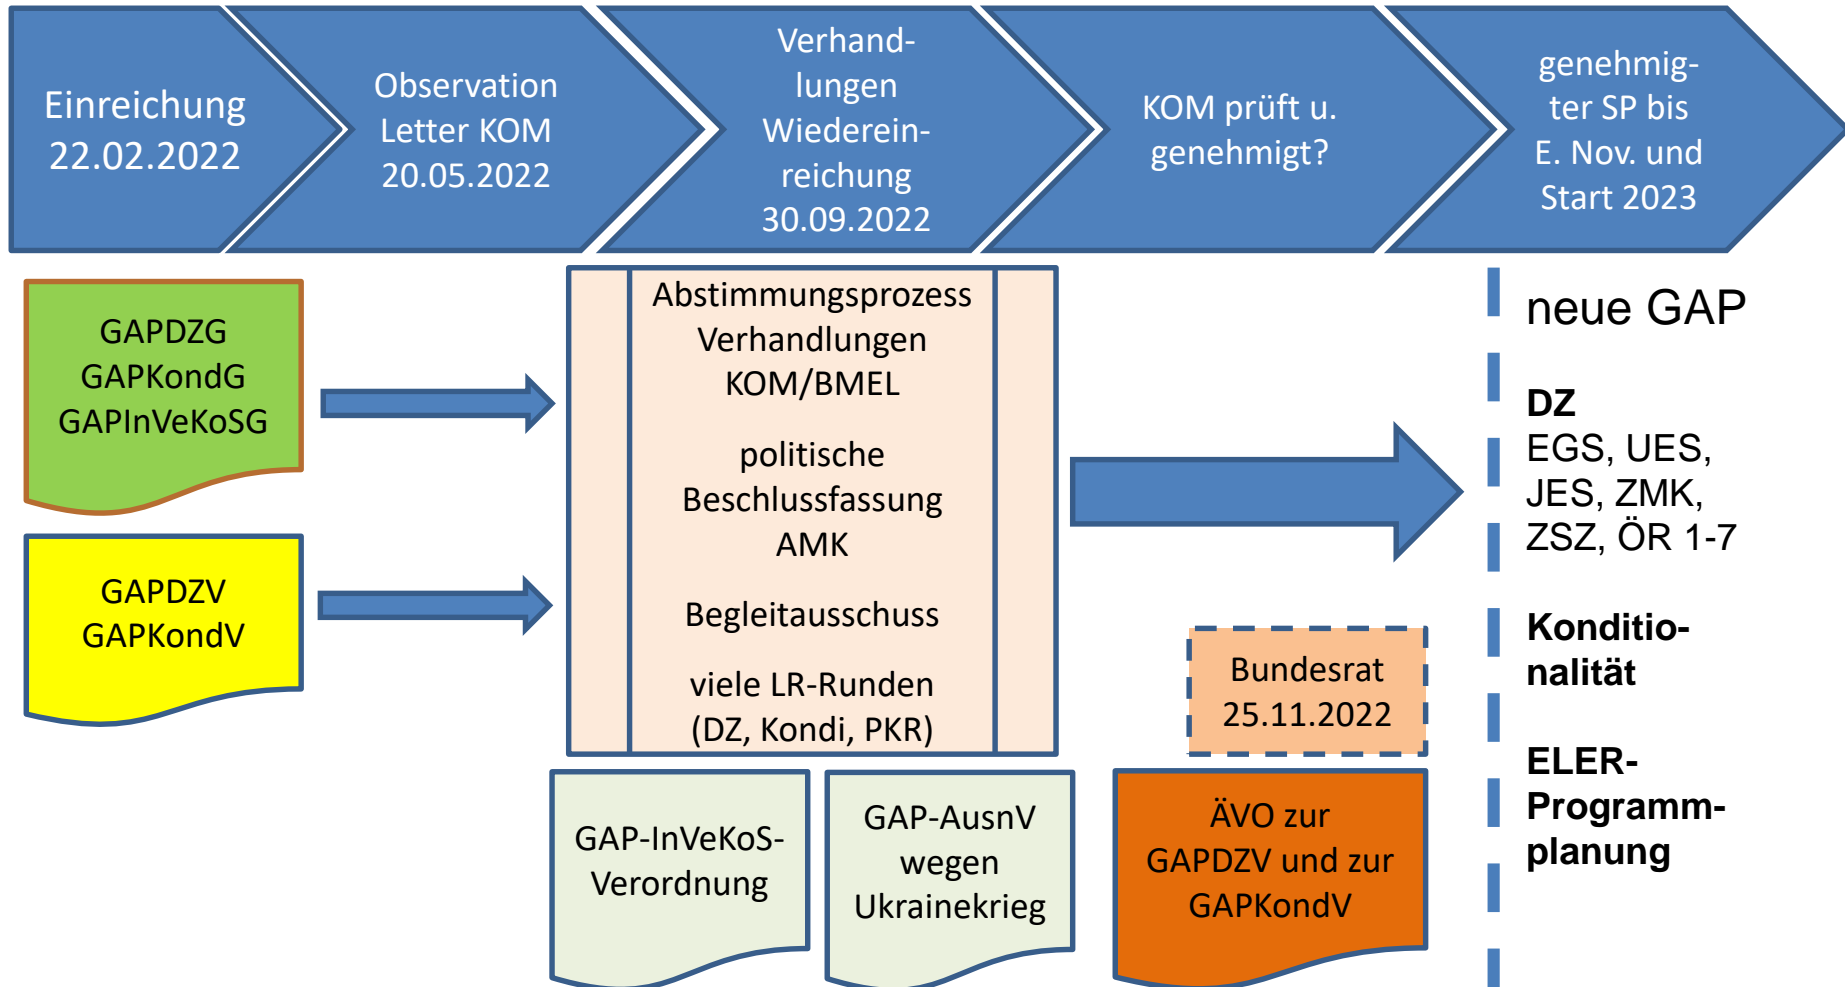 Einreichung
22.02.2022
Observation
Letter KOM
20.05.2022
Verhand-
lungen
Wiederein-
reichung
30.09.2022
KOM prüft u.
genehmigt?
genehmig-
ter SP bis
E. Nov. und
Start 2023
GAPDZG
GAPKondG
GAPInVeKoSG
GAPDZV
GAPKondV
Abstimmungsprozess
Verhandlungen
KOM/BMEL
politische
Beschlussfassung
AMK
Begleitausschuss
viele LR-Runden
(DZ, Kondi, PKR)
GAP-InVeKoS-
Verordnung
GAP-AusnV
wegen
Ukrainekrieg
Bundesrat
25.11.2022
ÄVO zur
GAPDZV und zur
GAPKondV
neue GAP
DZ
EGS, UES,
JES, ZMK,
ZSZ, ÖR 1-7
Konditio-
nalität
ELER-
Programm-
planung